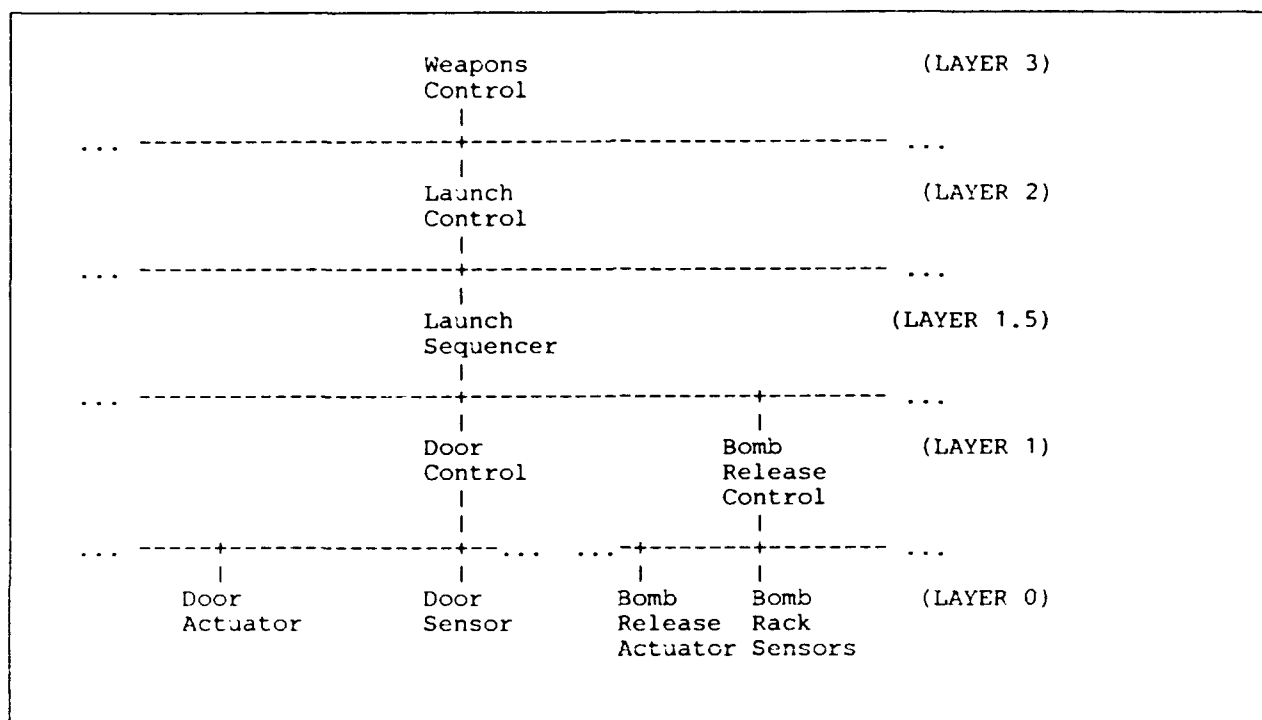 Weapons (LAYER 3)
Control
... ...
Launch (LAYER 2)
Control
... ...
Launch (LAYER 1.5)
Sequencer
... ...
Door Bomb (LAYER 1)
Control Release
Control
... ... ... ...
Door Door Bomb Bomb (LAYER 0)
Actuator Sensor Release Rack
Actuator Sensors